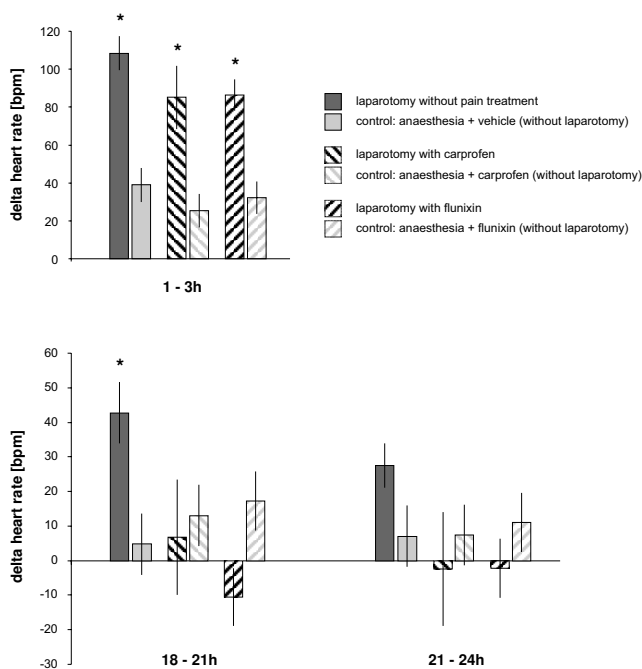 120
100
80
60
40
20
0
delta heart rate [bpm]
*
*
*
1 - 3h
laparotomy without pain treatment
control: anaesthesia + vehicle (without laparotomy)
laparotomy with carprofen
control: anaesthesia + carprofen (without laparotomy)
laparotomy with flunixin
control: anaesthesia + flunixin (without laparotomy)
60
50
40
30
20
10
0
-10
-20
-30
delta heart rate [bpm]
*
18 - 21h
21 - 24h